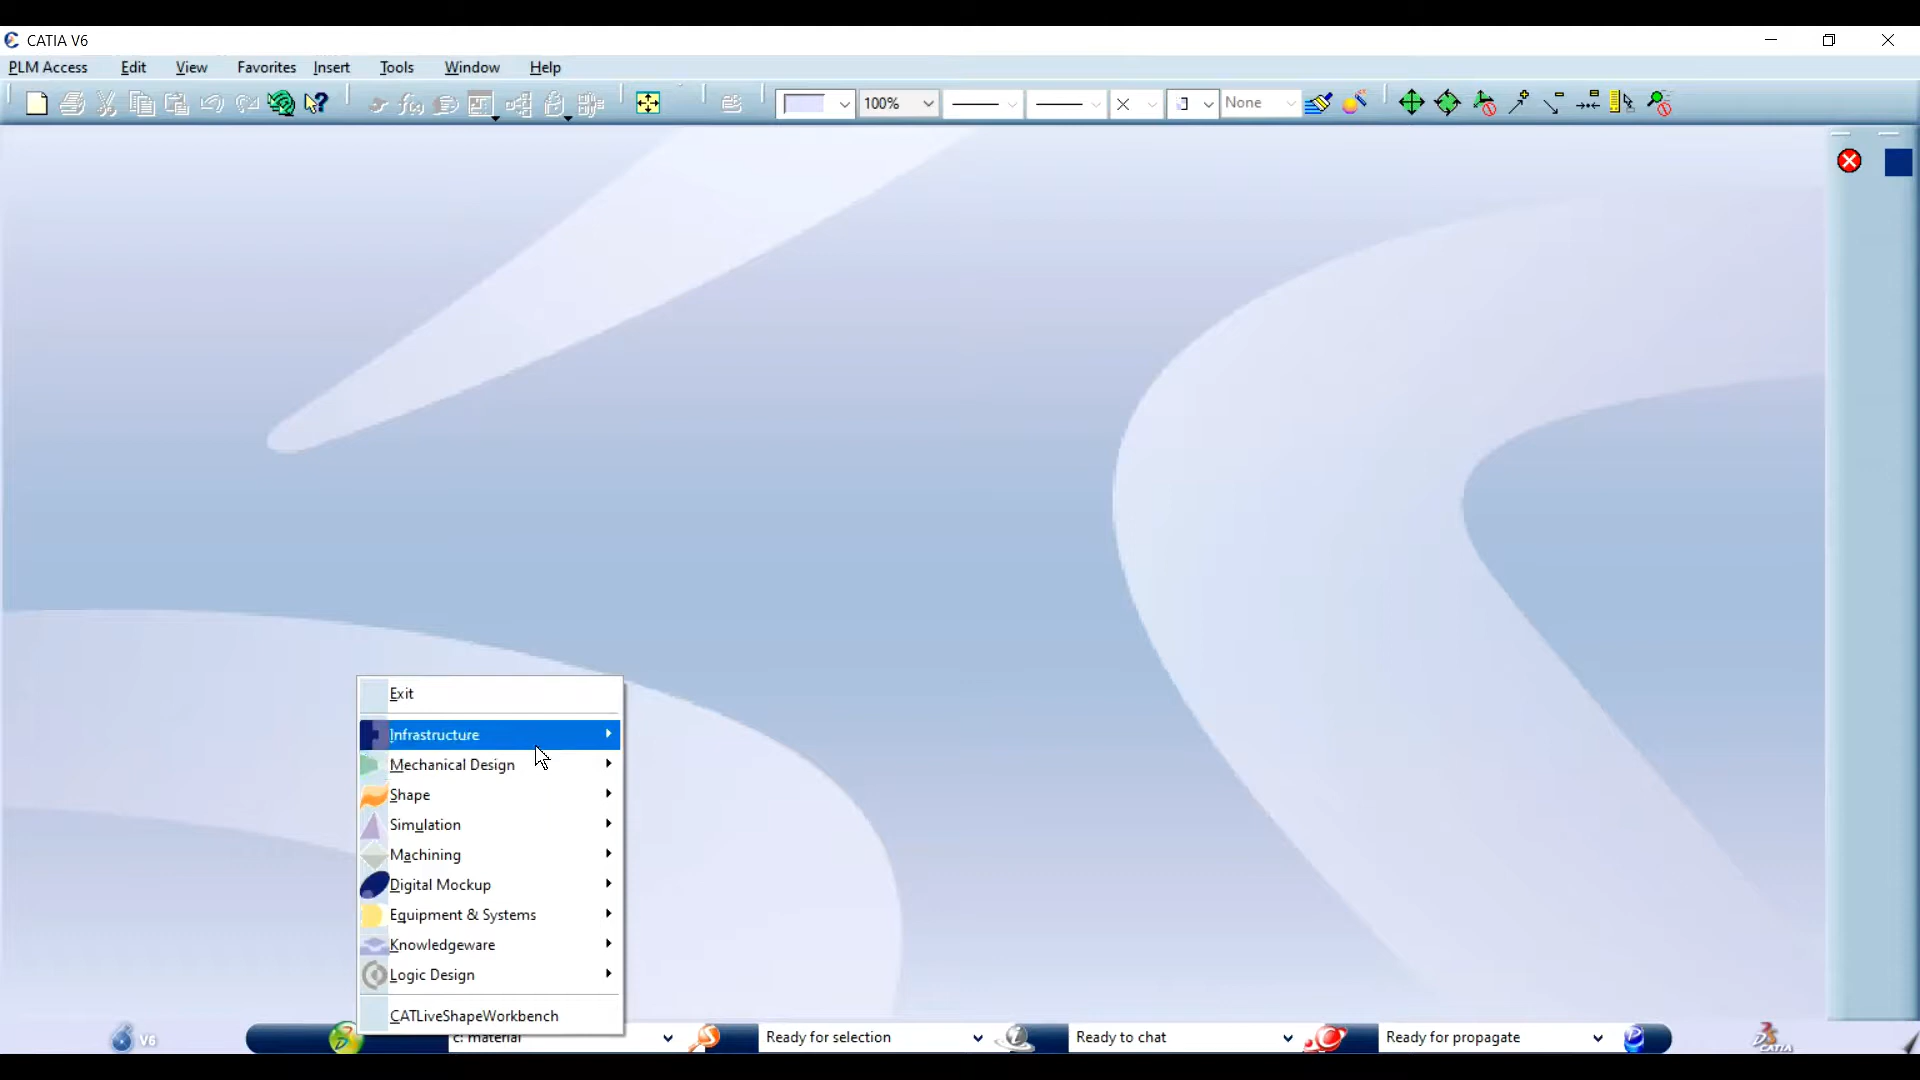 CATIA V6
PLM Access Edit View Favorites Insert Tools Window Help
100% None
Exit
Infrastructure
Mechanical Design
Shape
Simulation
Machining
Digital Mockup
Equipment & Systems
Knowledgeware
Logic Design
CATLiveShapeWorkbench
V6 c: material Ready for selection Ready to chat Ready for propagate CATIA